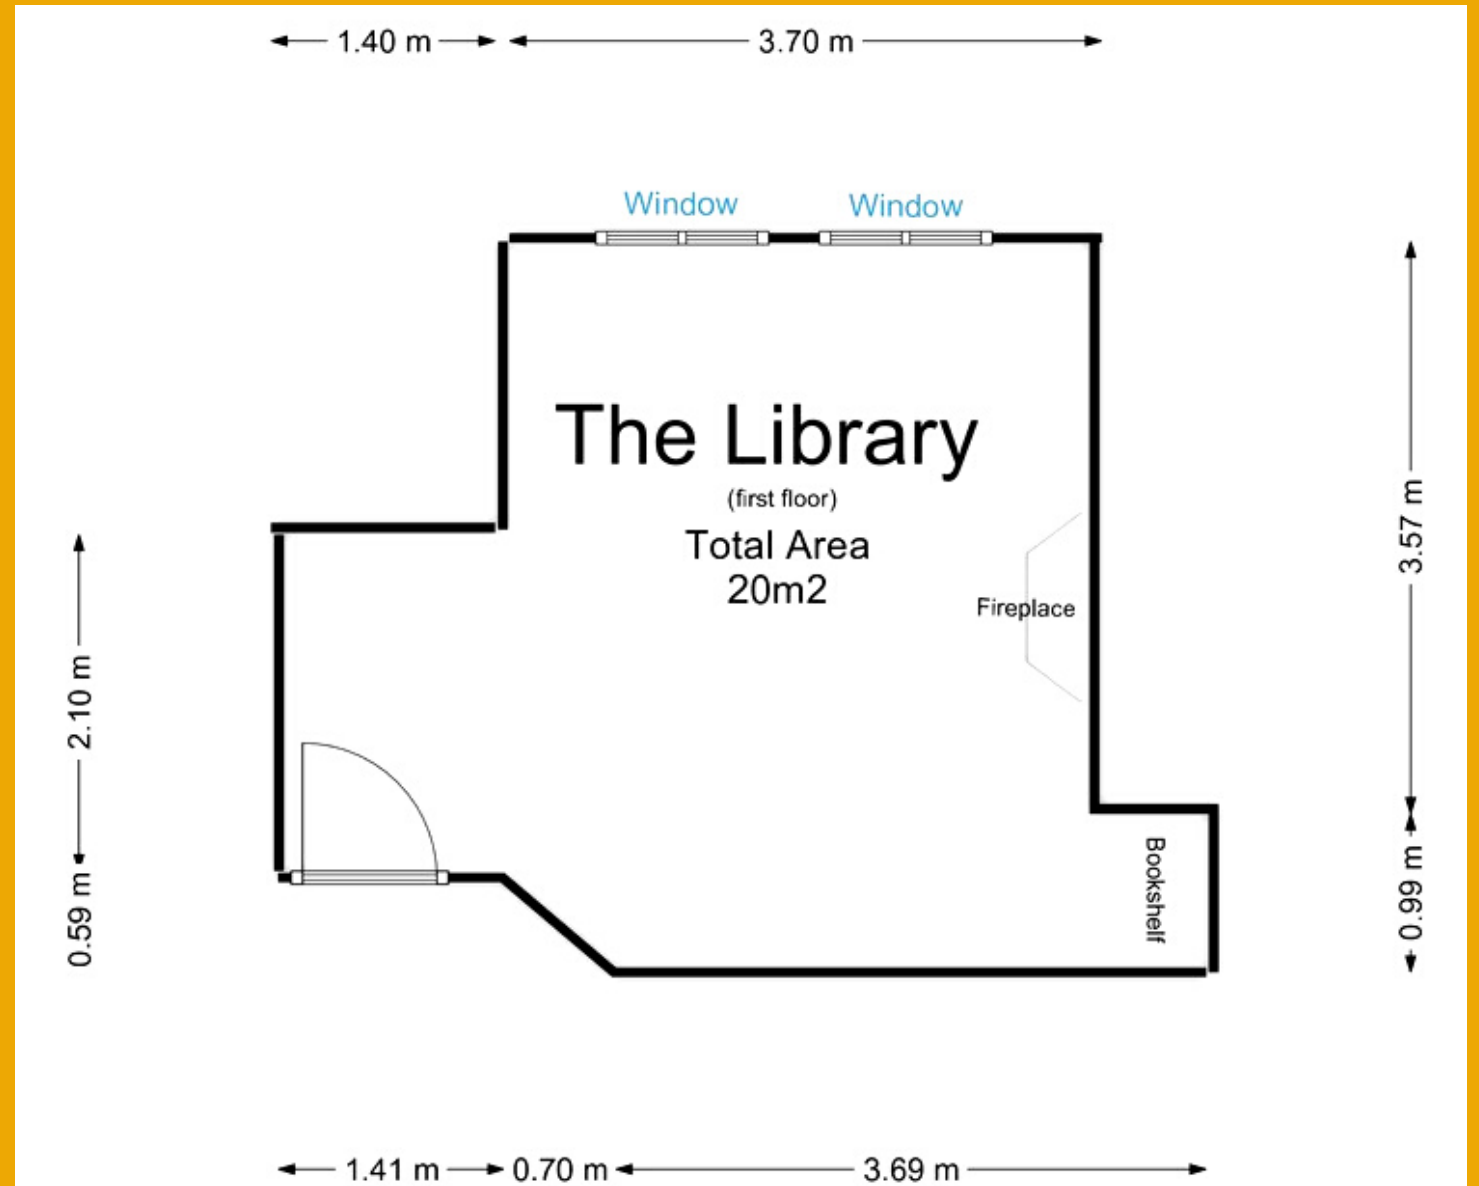 1.40 m
3.70 m
Window
Window
The Library
(first floor)
Total Area
20m2
3.57 m
Fireplace
2.10 m
Bookshelf
0.99 m
0.59 m
1.41 m
0.70 m
3.69 m